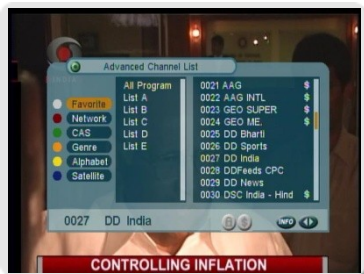 Advanced Channel List
Favorite
Network
CAS
Genre
Alphabet
Satellite
All Program
List A
List B
List C
List D
List E
0021 AAG $
0022 AAG INTL $
0023 GEO SUPER $
0024 GEO ME. $
0025 DD Bharti
0026 DD Sports
0027 DD India
0028 DDFeeds CPC
0029 DD News
0030 DSC India - Hind $
0027 DD India
INFO
CONTROLLING INFLATION